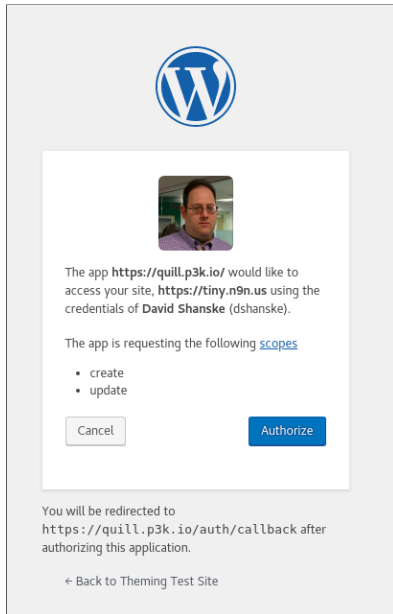 The app https://quill.p3k.io/ would like to
access your site, https://tiny.n9n.us using the
credentials of David Shanske (dshanske).
The app is requesting the following scopes
• create
• update
Cancel
Authorize
You will be redirected to
https://quill.p3k.io/auth/callback after
authorizing this application.
← Back to Theming Test Site